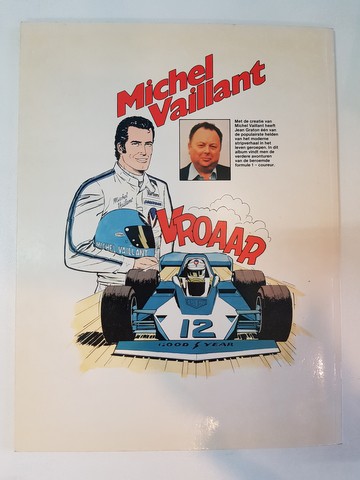 Michel
Vaillant
Met de creatie van
Michel Vaillant heeft
Jean Graton één van
de populairste helden
van het moderne
stripverhaal in het
leven geroepen. In dit
album vindt men de
verdere avonturen
van de beroemde
formule 1 – coureur.
Michel
Vaillant
MICHEL VAILLANT
VROAAR
12
GOOD YEAR